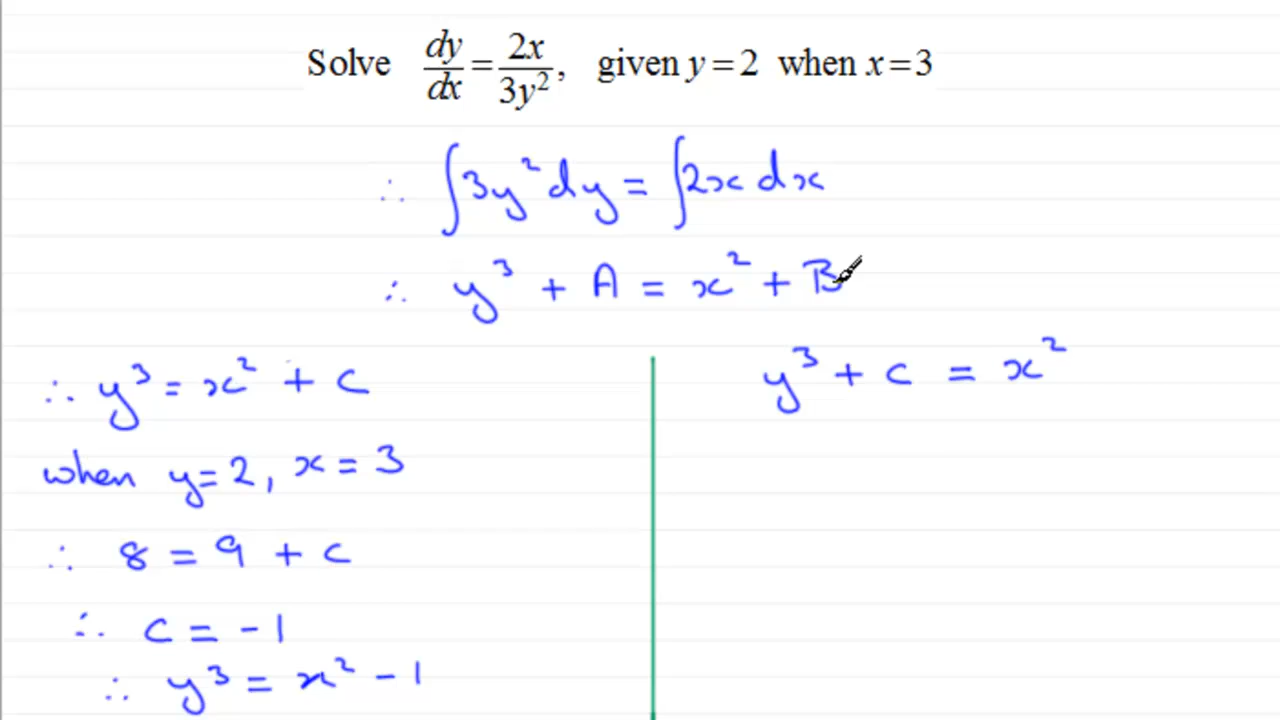 Solve dy/dx = 2x/3y², given y = 2 when x = 3
∴ ∫3y² dy = ∫2x dx
∴ y³ + A = x² + B
∴ y³ = x² + c
when y = 2, x = 3
∴ 8 = 9 + c
∴ c = -1
∴ y³ = x² - 1
y³ + c = x²